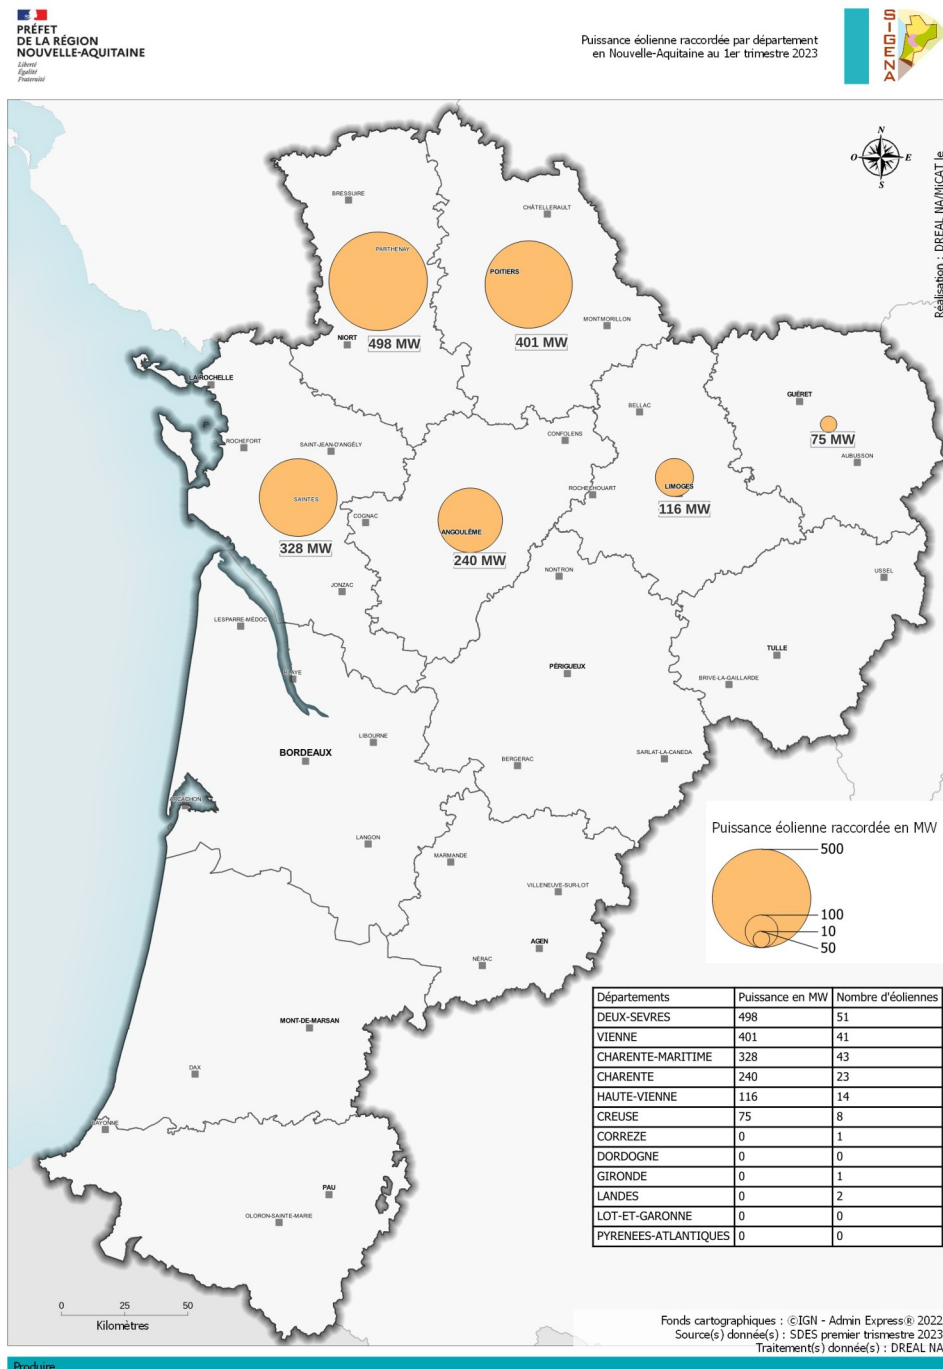 PRÉFET
DE LA RÉGION
NOUVELLE-AQUITAINE
Liberté
Égalité
Fraternité
Puissance éolienne raccordée par département
en Nouvelle-Aquitaine au 1er trimestre 2023
SIGENA
N
O
E
S
Réalisation : DREAL NA/MiCAT le
BRESSUIRE
CHÂTELLERAULT
PARTHENAY
POITIERS
MONTMORILLON
NIORT
498 MW
401 MW
LA ROCHELLE
GUÉRET
BELLAC
75 MW
ROCHEFORT
SAINT-JEAN-D'ANGÉLY
CONFOLENS
AUBUSSON
SAINTES
ROCHECHOUART
LIMOGES
116 MW
COGNAC
ANGOULÊME
328 MW
240 MW
JONZAC
NONTRON
USSEL
LESPARRE-MÉDOC
TULLE
PÉRIGUEUX
BRIVE-LA-GAILLARDE
LIBOURNE
BORDEAUX
BERGERAC
SARLAT-LA-CANEDA
ARCACHON
LANGON
MARMANDE
VILLENEUVE-SUR-LOT
AGEN
NÉRAC
MONT-DE-MARSAN
DAX
BAYONNE
PAU
OLORON-SAINTE-MARIE
Puissance éolienne raccordée en MW
500
100
10
50
Départements Puissance en MW Nombre d'éoliennes
DEUX-SEVRES 498 51
VIENNE 401 41
CHARENTE-MARITIME 328 43
CHARENTE 240 23
HAUTE-VIENNE 116 14
CREUSE 75 8
CORREZE 0 1
DORDOGNE 0 0
GIRONDE 0 1
LANDES 0 2
LOT-ET-GARONNE 0 0
PYRENEES-ATLANTIQUES 0 0
0 25 50
Kilomètres
Fonds cartographiques : ©IGN - Admin Express® 2022
Source(s) donnée(s) : SDES premier trismestre 2023
Traitement(s) donnée(s) : DREAL NA
Produire